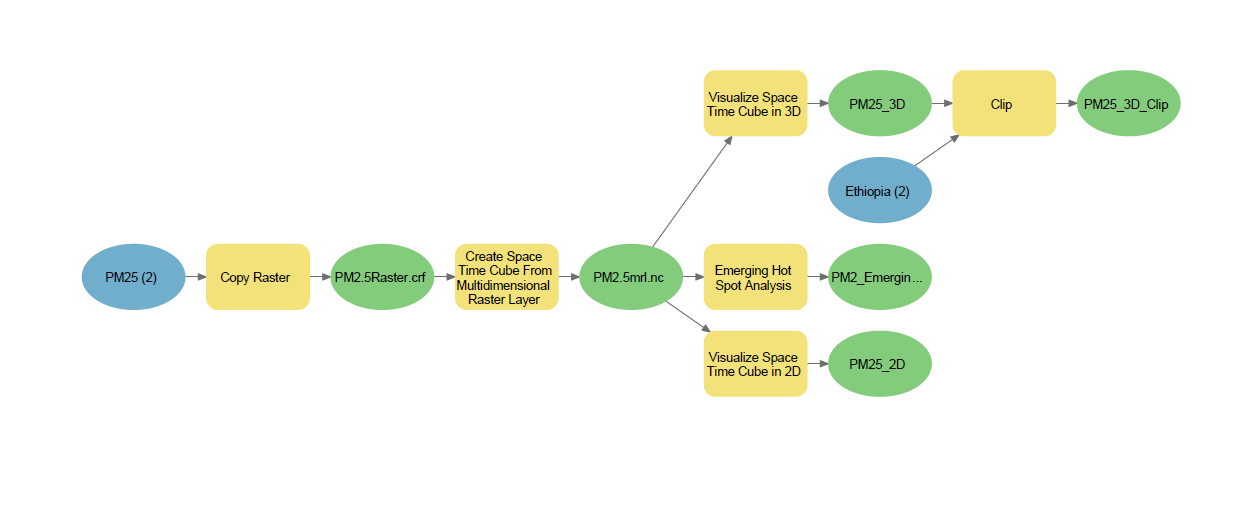 Visualize Space
Time Cube in 3D
PM25_3D
Clip
PM25_3D_Clip
Ethiopia (2)
PM25 (2)
Copy Raster
PM2.5Raster.crf
Create Space
Time Cube From
Multidimensional
Raster Layer
PM2.5mrl.nc
Emerging Hot
Spot Analysis
PM2_Emergin...
Visualize Space
Time Cube in 2D
PM25_2D